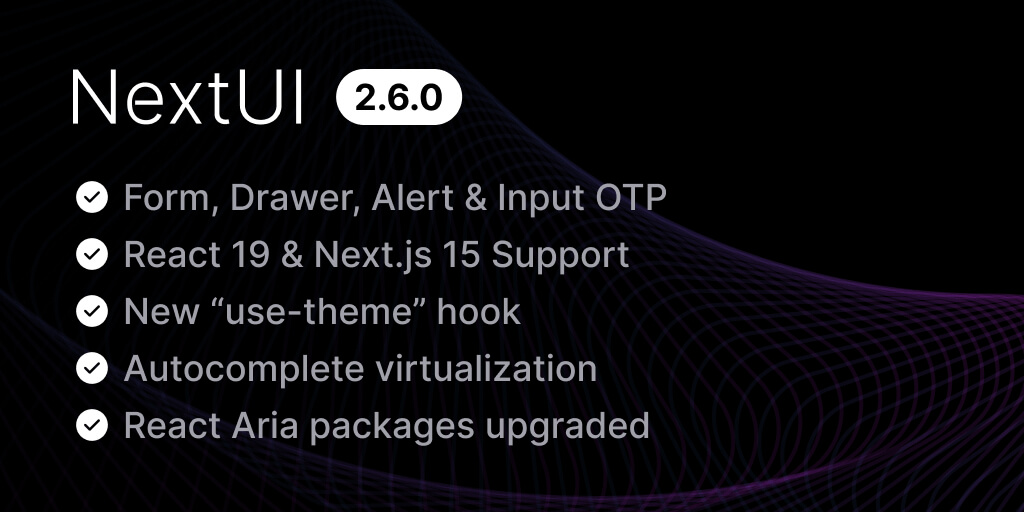 NextUI 2.6.0
Form, Drawer, Alert & Input OTP
React 19 & Next.js 15 Support
New “use-theme” hook
Autocomplete virtualization
React Aria packages upgraded